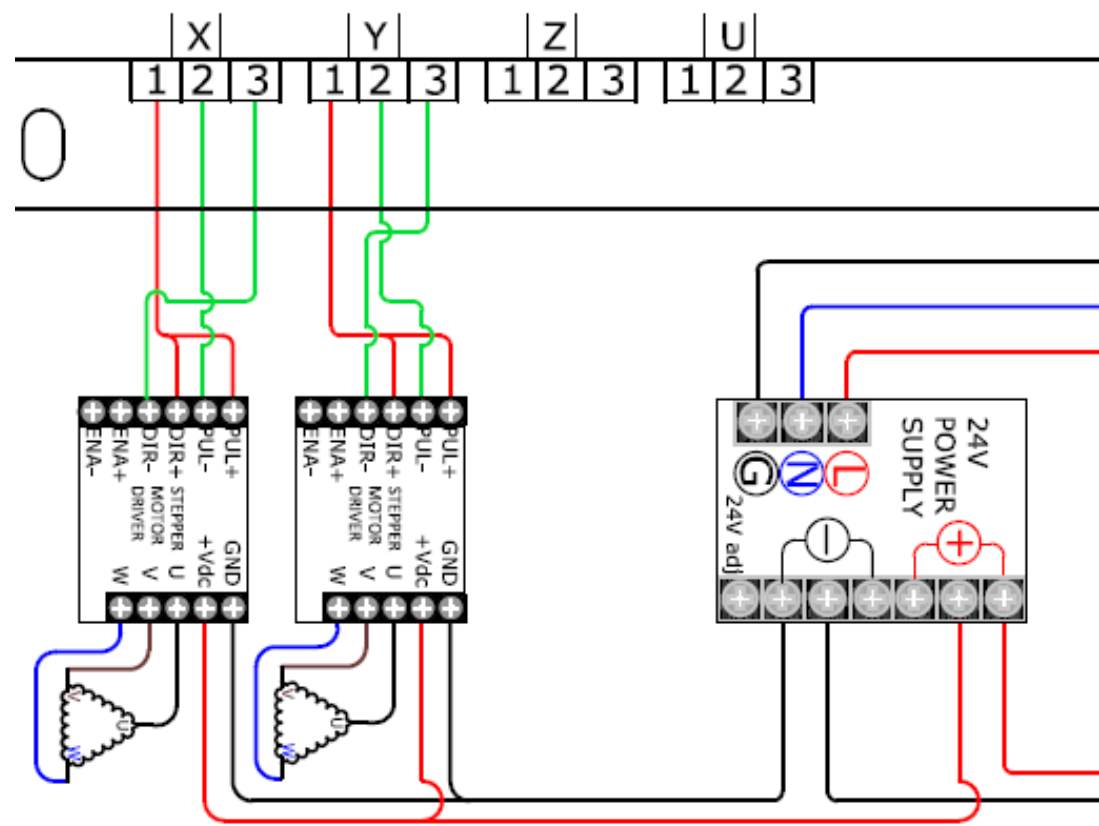 X Y Z U
1 2 3 1 2 3 1 2 3 1 2 3
ENA- ENA+ DIR- DIR+ PUL- PUL+
STEPPER
MOTOR
DRIVER
W V U +Vdc GND
V
U
W
ENA- ENA+ DIR- DIR+ PUL- PUL+
STEPPER
MOTOR
DRIVER
W V U +Vdc GND
V
U
W
G N L
24V
POWER
SUPPLY
24V adj
− +